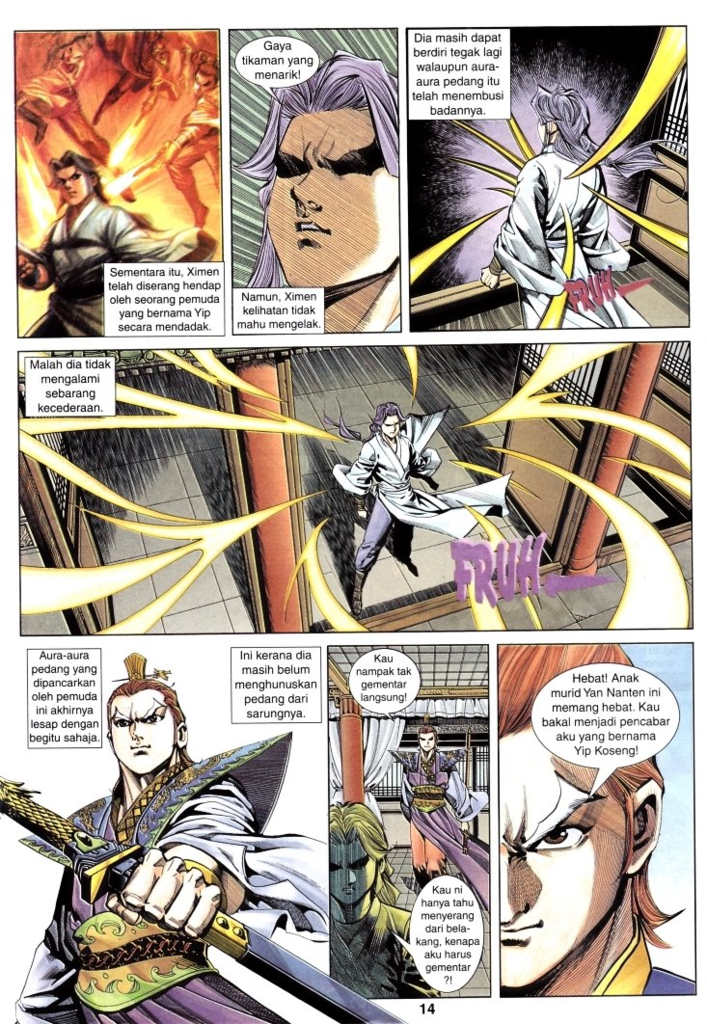 Sementara itu, Ximen
telah diserang hendap
oleh seorang pemuda
yang bernama Yip
secara mendadak.
Gaya
tikaman yang
menarik!
Namun, Ximen
kelihatan tidak
mahu mengelak.
Dia masih dapat
berdiri tegak lagi
walaupun aura-
aura pedang itu
telah menembusi
badannya.
FRUH
Malah dia tidak
mengalami
sebarang
kecederaan.
FRUH
Aura-aura
pedang yang
dipancarkan
oleh pemuda
ini akhirnya
lesap dengan
begitu sahaja.
Ini kerana dia
masih belum
menghunuskan
pedang dari
sarungnya.
Kau
nampak tak
gementar
langsung!
Kau ni
hanya tahu
menyerang
dari bela-
kang, kenapa
aku harus
gementar
?!
Hebat! Anak
murid Yan Nanten ini
memang hebat. Kau
bakal menjadi pencabar
aku yang bernama
Yip Koseng!
14